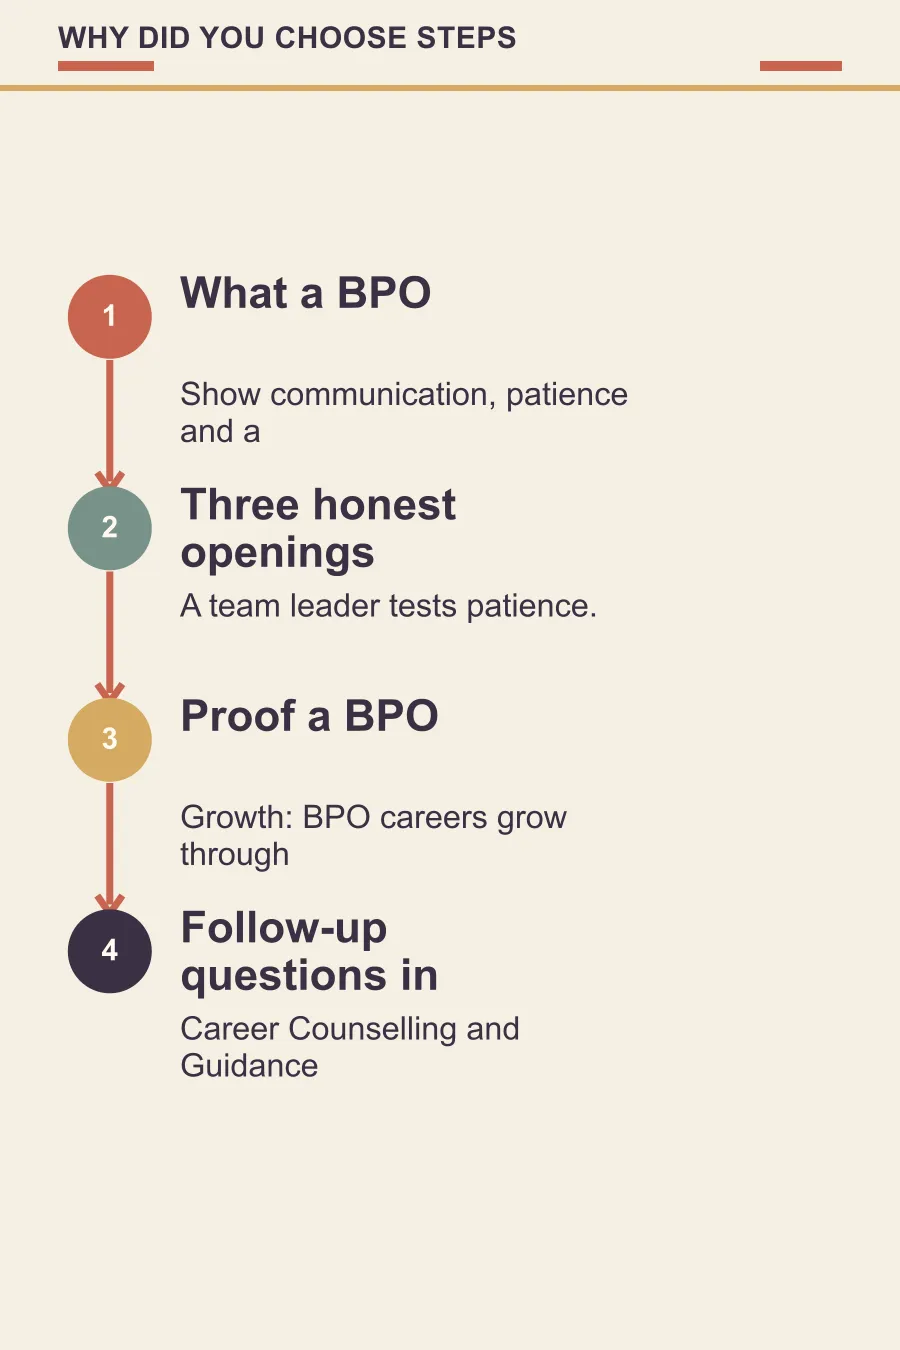 WHY DID YOU CHOOSE STEPS
1
What a BPO
Show communication, patience
and a
2
Three honest
openings
A team leader tests patience.
3
Proof a BPO
Growth: BPO careers grow
through
4
Follow-up
questions in
Career Counselling and
Guidance